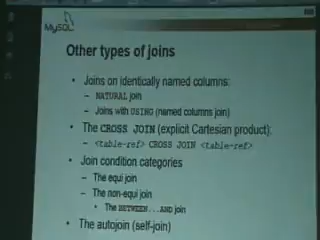 MySQL
Other types of joins
• Joins on identically named columns:
– NATURAL join
– Joins with USING (named columns join)
• The CROSS JOIN (explicit Cartesian product):
– <table-ref> CROSS JOIN <table-ref>
• Join condition categories
– The equi join
– The non-equi join
• The BETWEEN...AND join
• The autojoin (self-join)